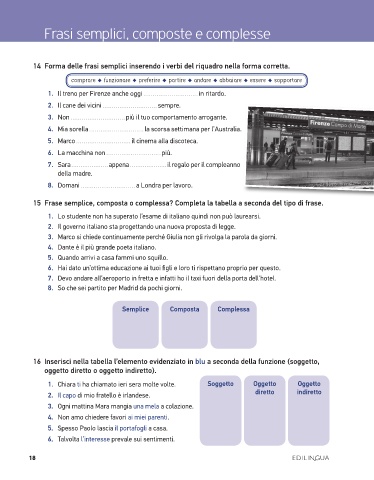 Frasi semplici, composte e complesse
14 Forma delle frasi semplici inserendo i verbi del riquadro nella forma corretta.
comprare ◆ funzionare ◆ preferire ◆ partire ◆ andare ◆ abbaiare ◆ essere ◆ sopportare
1. Il treno per Firenze anche oggi ........................... in ritardo.
2. Il cane dei vicini ........................... sempre.
3. Non ........................... più il tuo comportamento arrogante.
4. Mia sorella ........................... la scorsa settimana per l'Australia.
5. Marco ........................... il cinema alla discoteca.
6. La macchina non ........................... più.
7. Sara .................. appena .................. il regalo per il compleanno
della madre.
8. Domani ........................... a Londra per lavoro.
Firenze Campo di Marte
15 Frase semplice, composta o complessa? Completa la tabella a seconda del tipo di frase.
1. Lo studente non ha superato l'esame di italiano quindi non può laurearsi.
2. Il governo italiano sta progettando una nuova proposta di legge.
3. Marco si chiede continuamente perché Giulia non gli rivolga la parola da giorni.
4. Dante è il più grande poeta italiano.
5. Quando arrivi a casa fammi uno squillo.
6. Hai dato un'ottima educazione ai tuoi figli e loro ti rispettano proprio per questo.
7. Devo andare all'aeroporto in fretta e infatti ho il taxi fuori della porta dell'hotel.
8. So che sei partito per Madrid da pochi giorni.
Semplice Composta Complessa
16 Inserisci nella tabella l'elemento evidenziato in blu a seconda della funzione (soggetto,
oggetto diretto o oggetto indiretto).
1. Chiara ti ha chiamato ieri sera molte volte.
2. Il capo di mio fratello è irlandese.
3. Ogni mattina Mara mangia una mela a colazione.
4. Non amo chiedere favori ai miei parenti.
5. Spesso Paolo lascia il portafogli a casa.
6. Talvolta l'interesse prevale sui sentimenti.
Soggetto Oggetto Oggetto
diretto indiretto
18
EDILINGUA